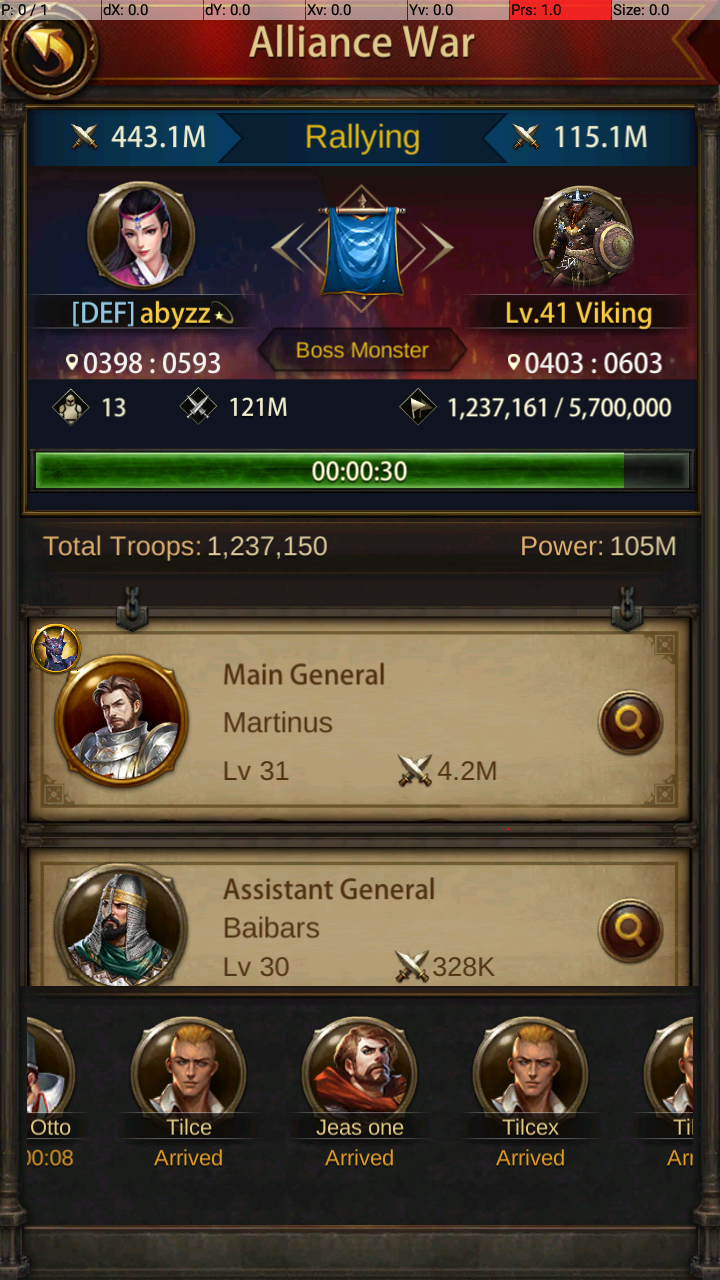 P: 0 / 1 dX: 0.0 dY: 0.0 Xv: 0.0 Yv: 0.0 Prs: 1.0 Size: 0.0
Alliance War
443.1M Rallying 115.1M
[DEF] abyzz Lv.41 Viking
Boss Monster
0398 : 0593 0403 : 0603
13 121M 1,237,161 / 5,700,000
00:00:30
Total Troops: 1,237,150 Power: 105M
Main General
Martinus
Lv 31 4.2M
Assistant General
Baibars
Lv 30 328K
Otto Tilce Jeas one Tilcex Til
00:08 Arrived Arrived Arrived Arr